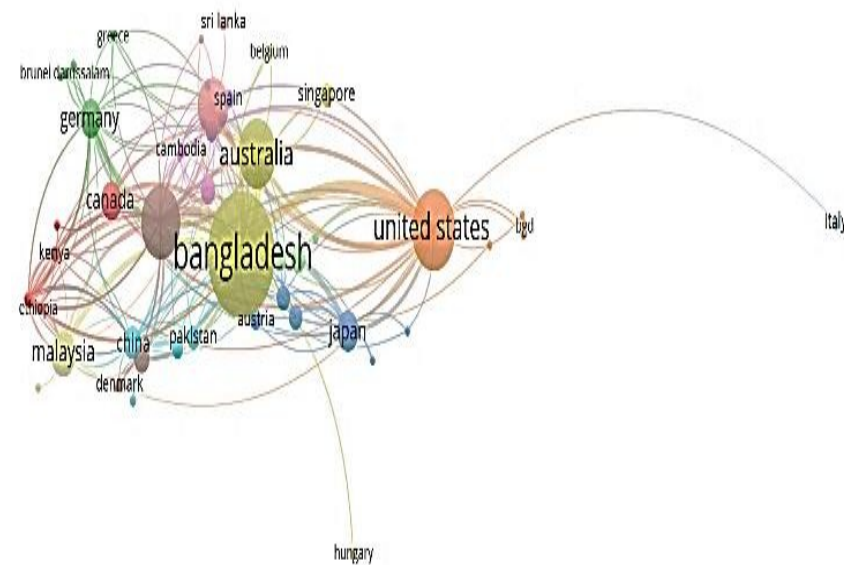 sri lanka
greece
belgium
brunei darussalam
singapore
spain
germany
cambodia
australia
canada
bgd
Italy
united states
bangladesh
kenya
ethiopia
austria
japan
pakistan
china
malaysia
denmark
hungary